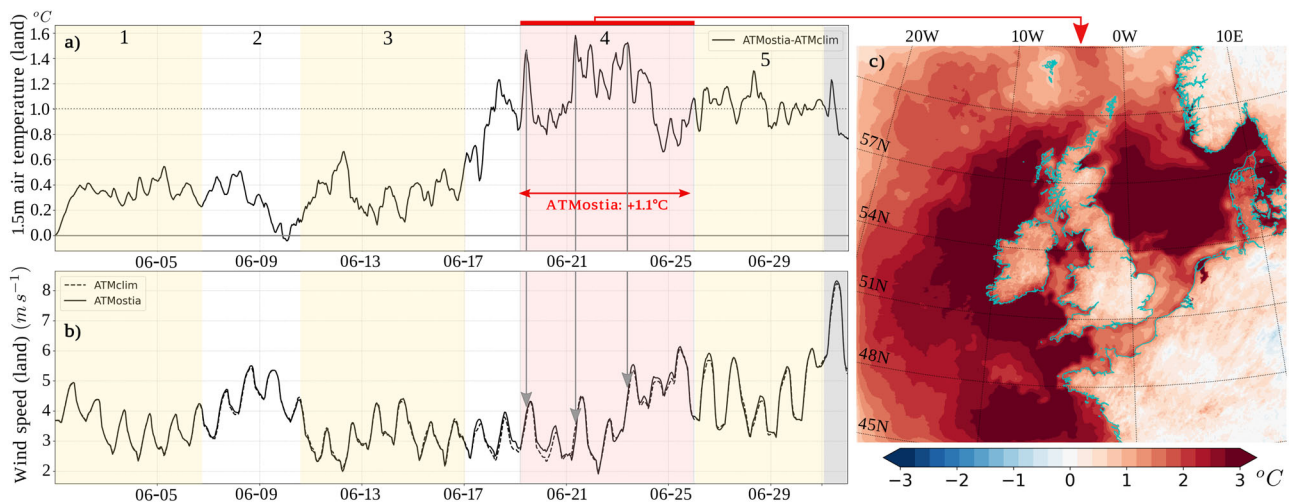 oC
a)
1
2
3
4
5
ATMostia-ATMclim
1.5m air temperature (land)
1.6
1.4
1.2
1.0
0.8
0.6
0.4
0.2
0.0
ATMostia: +1.1°C
06-05
06-09
06-13
06-17
06-21
06-25
06-29
b)
ATMclim
ATMostia
Wind speed (land) (m s−1)
8
7
6
5
4
3
2
06-05
06-09
06-13
06-17
06-21
06-25
06-29
c)
20W
10W
0W
10E
57N
54N
51N
48N
45N
−3
−2
−1
0
1
2
3
oC